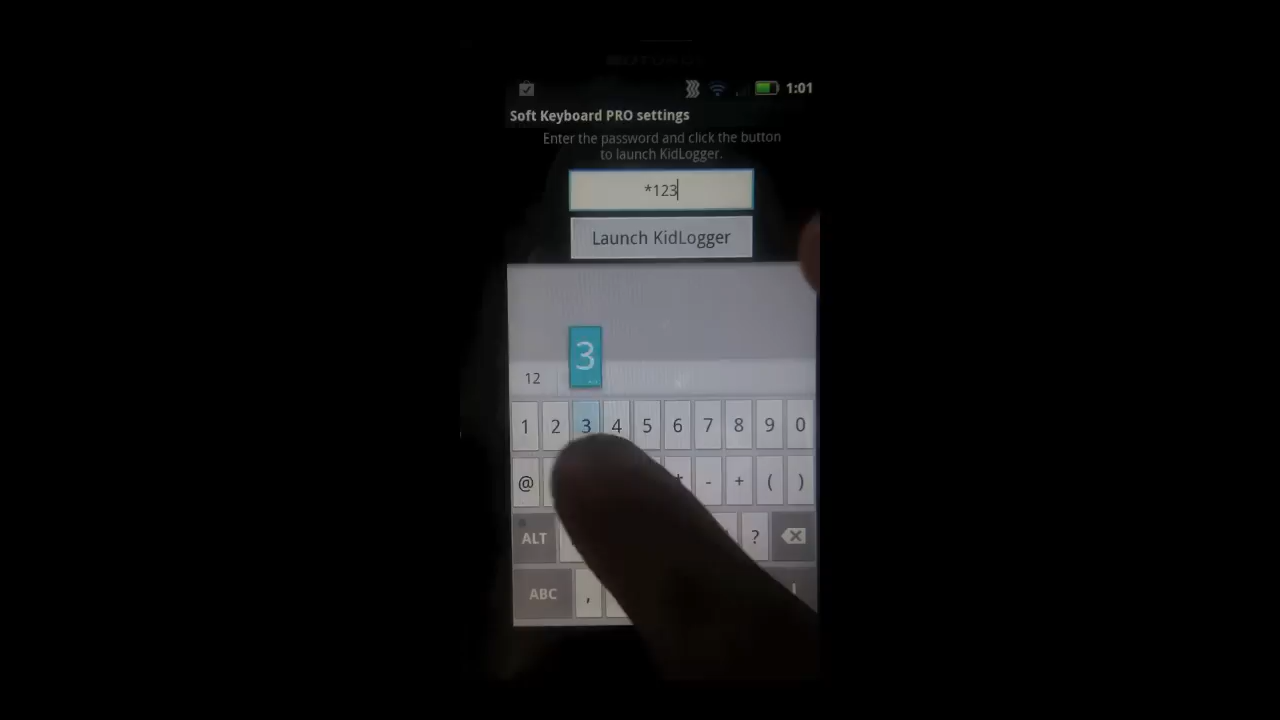 1:01
Soft Keyboard PRO settings
Enter the password and click the button
to launch KidLogger.
*123
Launch KidLogger
3
12
1 2 3 4 5 6 7 8 9 0
@ - + ( )
ALT ?
ABC ,